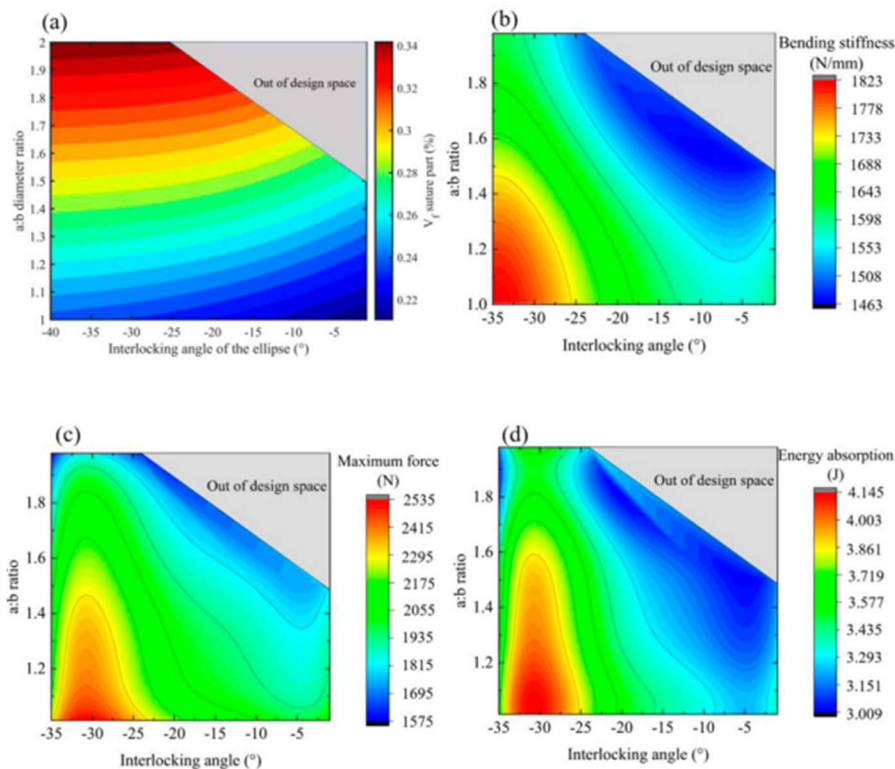 (a)
2
1.9
1.8
1.7
1.6
1.5
1.4
1.3
1.2
1.1
1
a:b diameter ratio
Out of design space
-40 -35 -30 -25 -20 -15 -10 -5
Interlocking angle of the ellipse (°)
0.34
0.32
0.3
0.28
0.26
0.24
0.22
Vf suture part (%)
(b)
Bending stiffness
(N/mm)
Out of design space
1.8
1.6
1.4
1.2
1.0
a:b ratio
-35 -30 -25 -20 -15 -10 -5
Interlocking angle (°)
1823
1778
1733
1688
1643
1598
1553
1508
1463
(c)
Maximum force
(N)
Out of design space
1.8
1.6
1.4
1.2
a:b ratio
-35 -30 -25 -20 -15 -10 -5
Interlocking angle (°)
2535
2415
2295
2175
2055
1935
1815
1695
1575
(d)
Energy absorption
(J)
Out of design space
1.8
1.6
1.4
1.2
a:b ratio
-35 -30 -25 -20 -15 -10 -5
Interlocking angle (°)
4.145
4.003
3.861
3.719
3.577
3.435
3.293
3.151
3.009